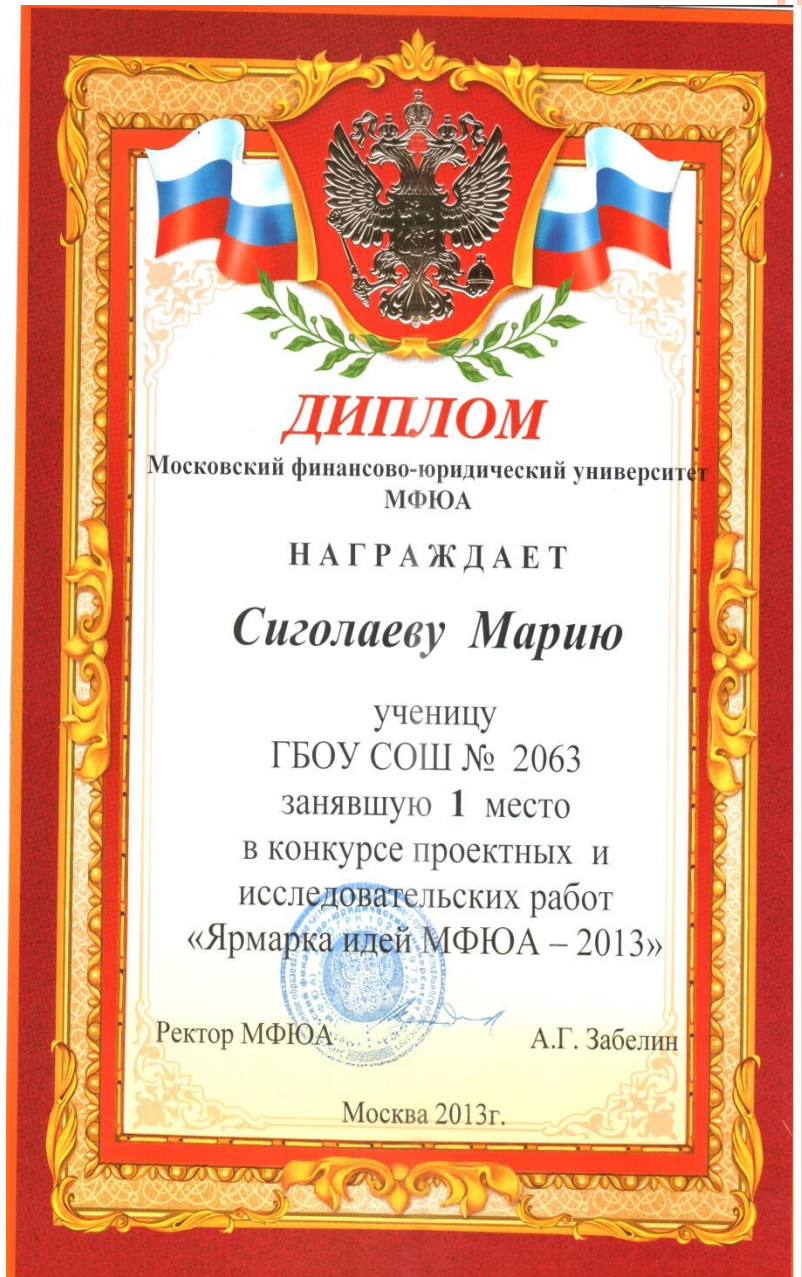 ДИПЛОМ
Московский финансово-юридический университет
МФЮА
НАГРАЖДАЕТ
Сиголаеву Марию
ученицу
ГБОУ СОШ № 2063
занявшую 1 место
в конкурсе проектных и
исследовательских работ
«Ярмарка идей МФЮА – 2013»
Ректор МФЮА А.Г. Забелин
Москва 2013г.